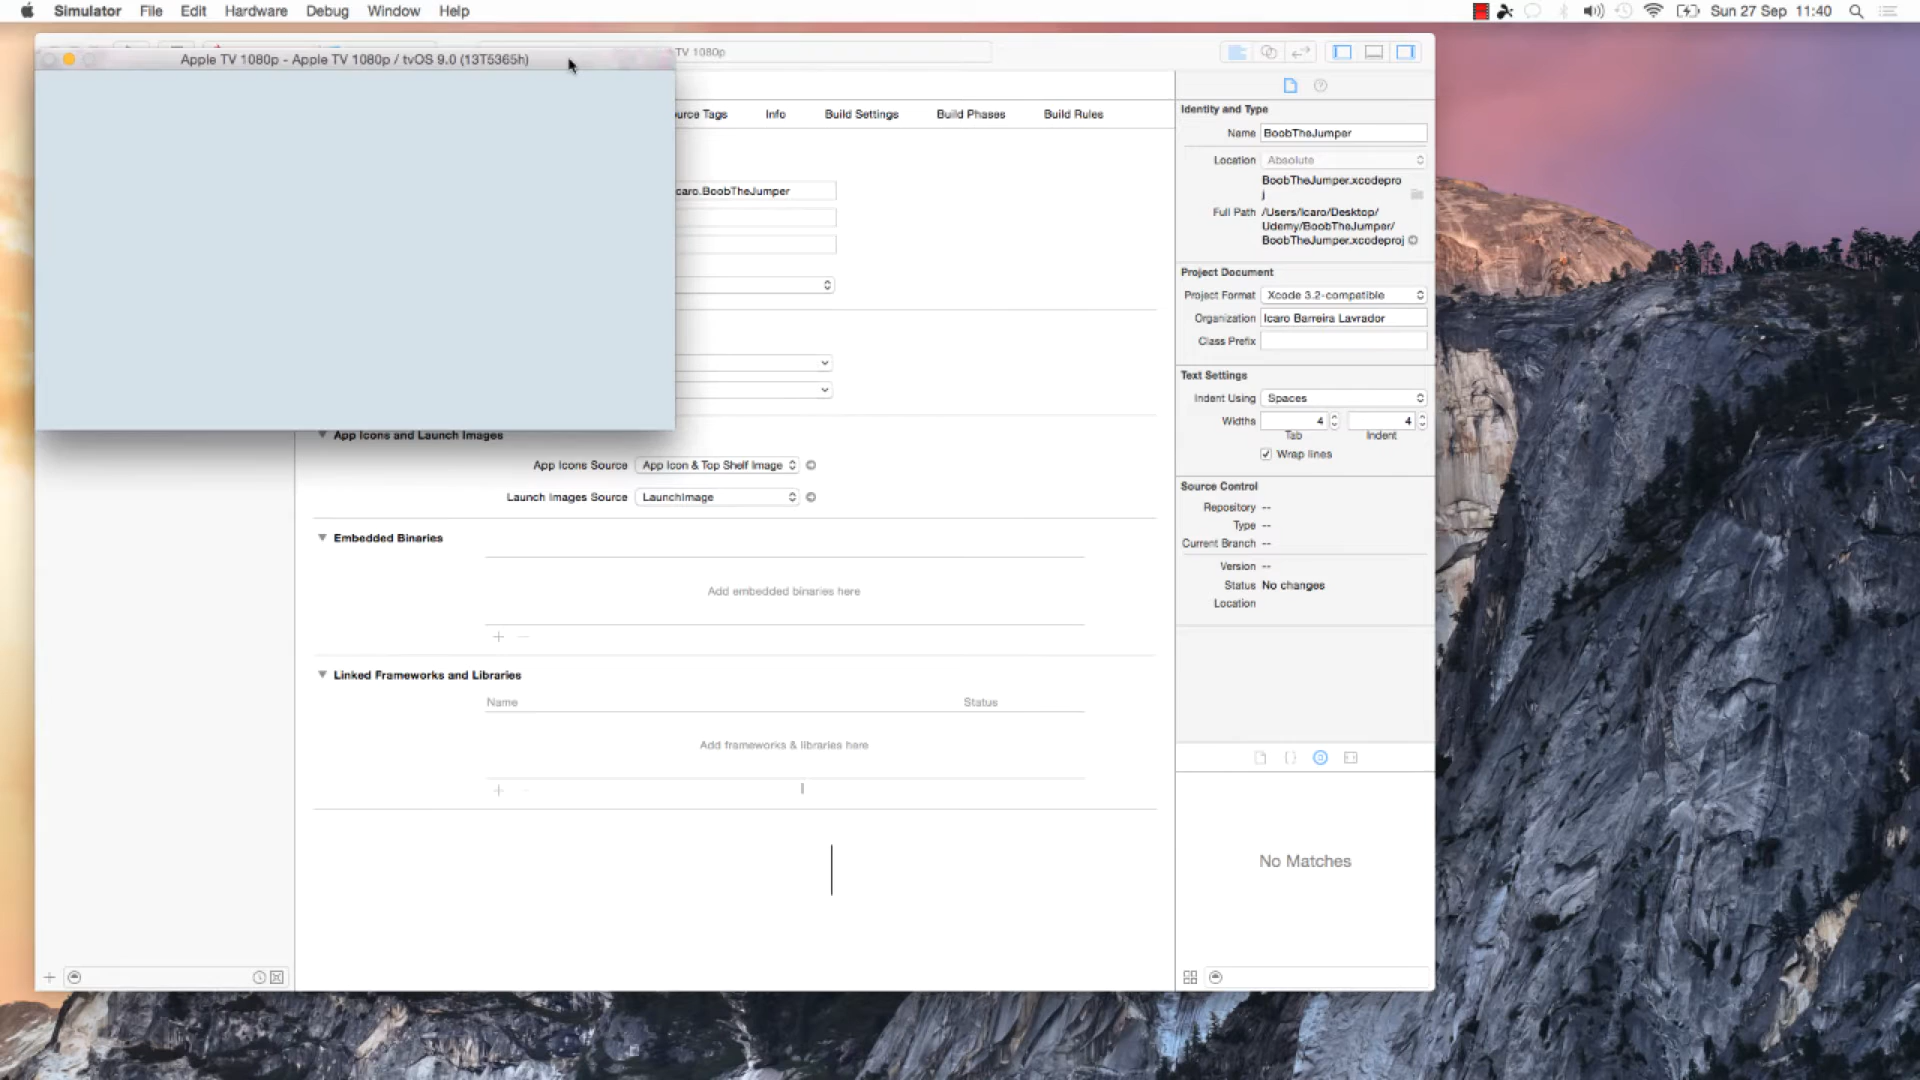 Simulator File Edit Hardware Debug Window Help Sun 27 Sep 11:40
TV 1080p
Apple TV 1080p - Apple TV 1080p / tvOS 9.0 (13T5365h)
urce Tags Info Build Settings Build Phases Build Rules
caro.BoobTheJumper
App Icons and Launch Images
App Icons Source App Icon & Top Shelf Image
Launch Images Source LaunchImage
Embedded Binaries
Add embedded binaries here
Linked Frameworks and Libraries
Name Status
Add frameworks & libraries here
Identity and Type
Name BoobTheJumper
Location Absolute
BoobTheJumper.xcodepro
j
Full Path /Users/Icaro/Desktop/
Udemy/BoobTheJumper/
BoobTheJumper.xcodeproj
Project Document
Project Format Xcode 3.2-compatible
Organization Icaro Barreira Lavrador
Class Prefix
Text Settings
Indent Using Spaces
Widths 4 4
Tab Indent
Wrap lines
Source Control
Repository --
Type --
Current Branch --
Version --
Status No changes
Location
No Matches